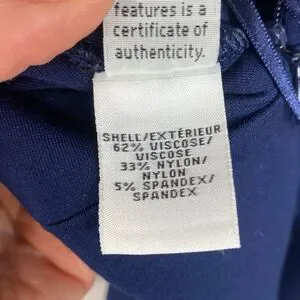 features is a
certificate of
authenticity.
SHELL/EXTÉRIEUR
62% VISCOSE/
VISCOSE
33% NYLON/
NYLON
5% SPANDEX/
SPANDEX